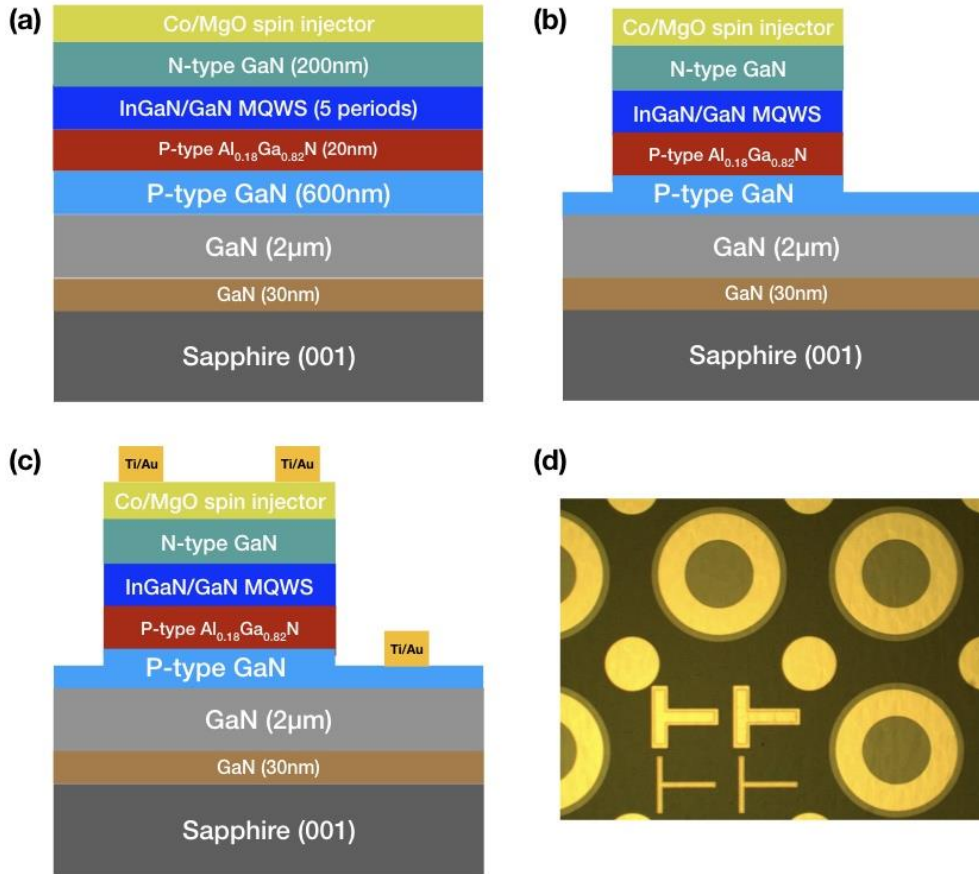 (a)
Co/MgO spin injector
N-type GaN (200nm)
InGaN/GaN MQWS (5 periods)
P-type Al₀.₁₈Ga₀.₈₂N (20nm)
P-type GaN (600nm)
GaN (2μm)
GaN (30nm)
Sapphire (001)
(b)
Co/MgO spin injector
N-type GaN
InGaN/GaN MQWS
P-type Al₀.₁₈Ga₀.₈₂N
P-type GaN
GaN (2μm)
GaN (30nm)
Sapphire (001)
(c)
Ti/Au
Ti/Au
Co/MgO spin injector
N-type GaN
InGaN/GaN MQWS
P-type Al₀.₁₈Ga₀.₈₂N
Ti/Au
P-type GaN
GaN (2μm)
GaN (30nm)
Sapphire (001)
(d)